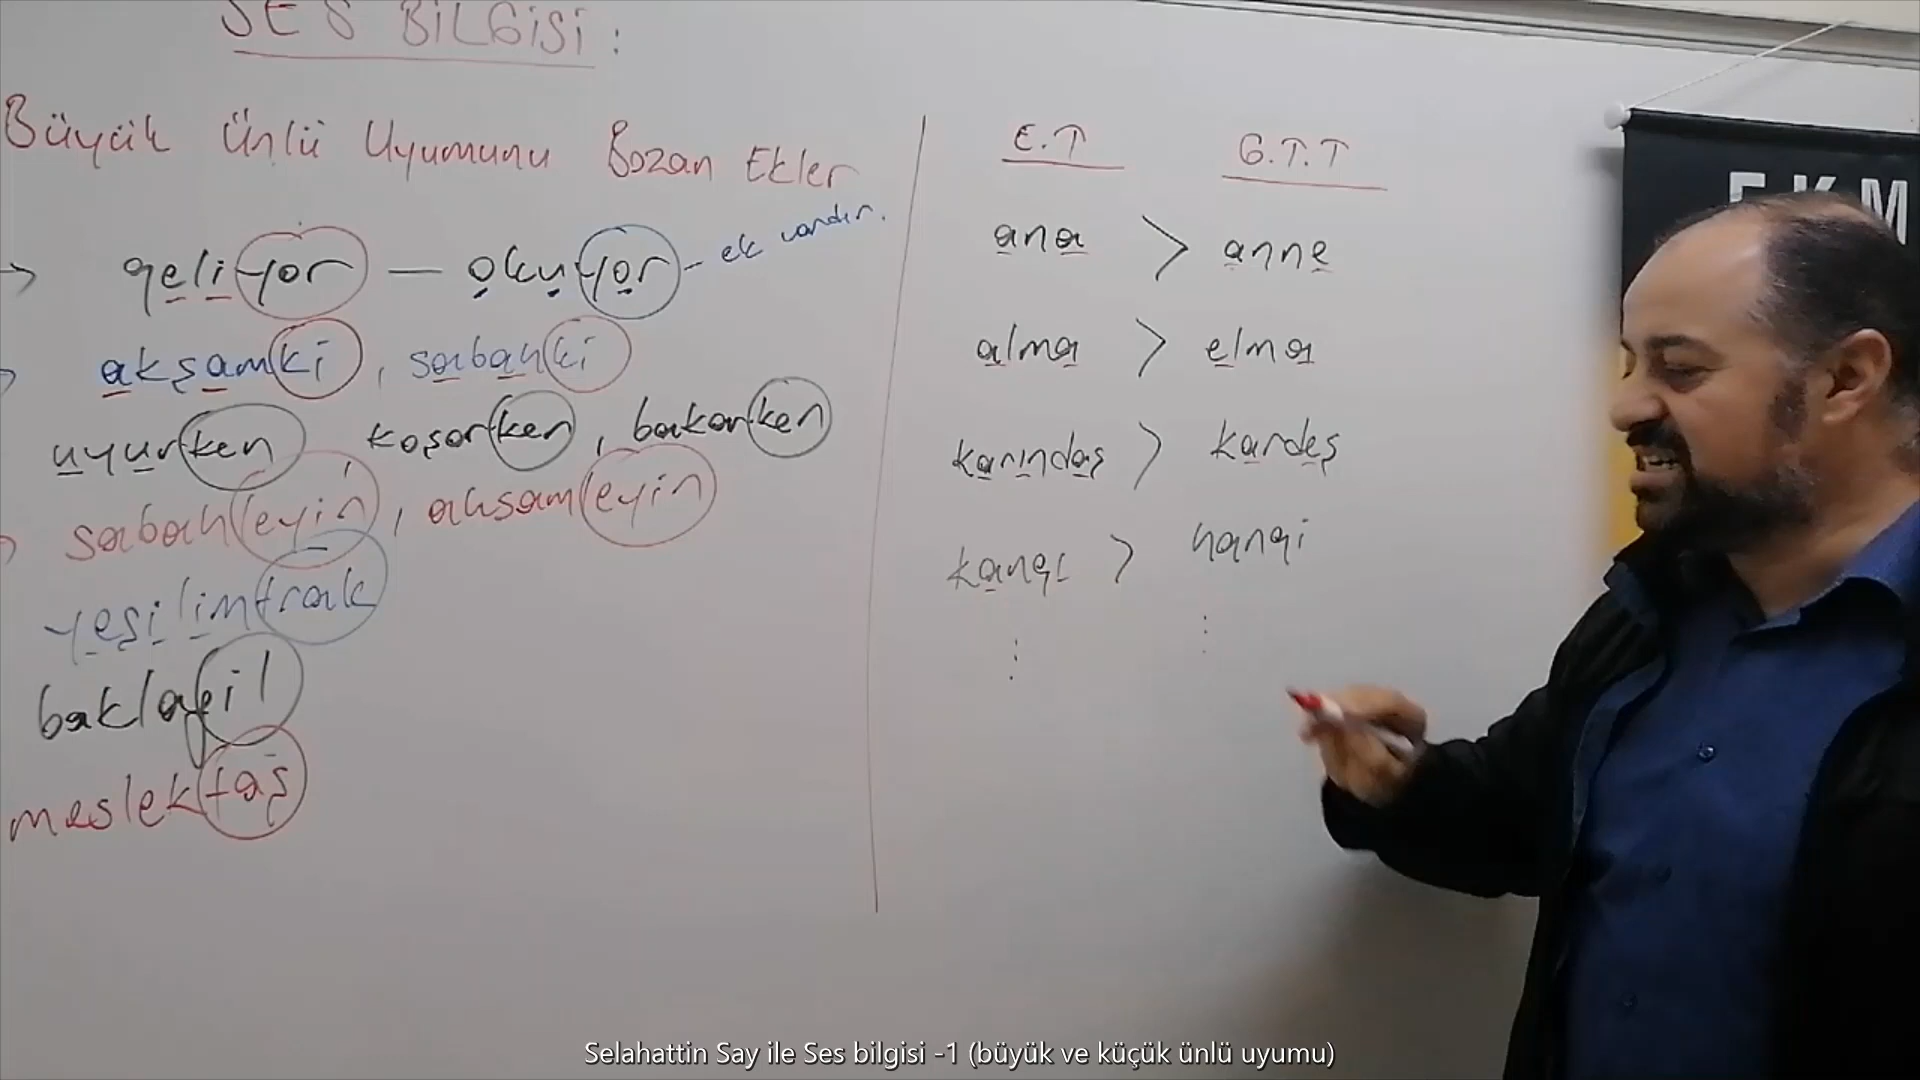 SES BİLGİSİ:
Büyük Ünlü Uyumunu Bozan Ekler
→ geliyor — okuyor - ek vardır.
akşamki, sabahki
uyurken, koşarken, bakarken
sabahleyin, akşamleyin
yeşilimtrak
baklagil
meslektaş
E.T G.T.T
ana > anne
alma > elma
karındaş > kardeş
kangı > hangi
⋮ ⋮
EKM
Selahattin Say ile Ses bilgisi -1 (büyük ve küçük ünlü uyumu)